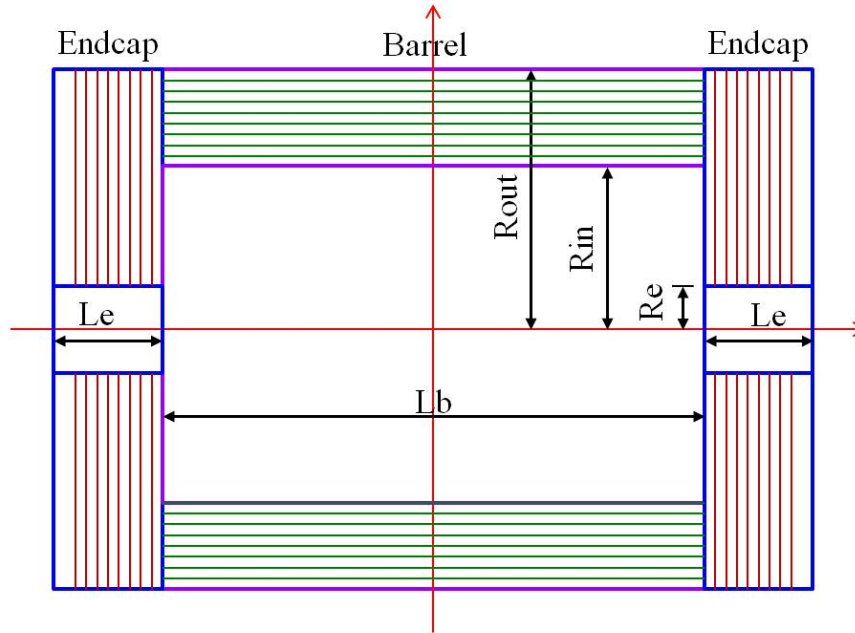 Endcap
Barrel
Endcap
Rout
Rin
Re
Le
Le
Lb